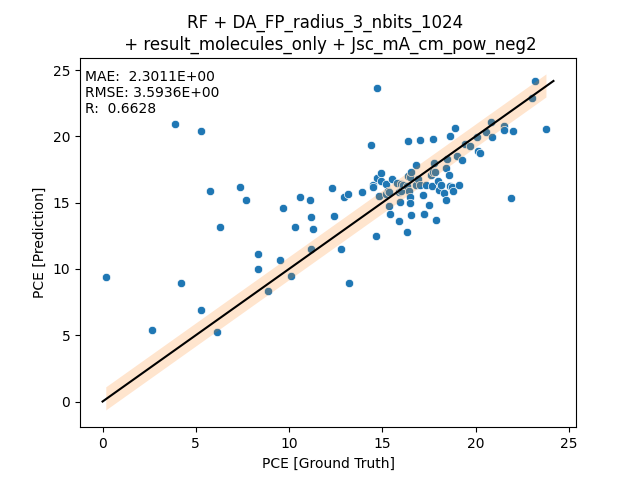 RF + DA_FP_radius_3_nbits_1024
+ result_molecules_only + Jsc_mA_cm_pow_neg2
MAE: 2.3011E+00
RMSE: 3.5936E+00
R: 0.6628
PCE [Prediction]
25
20
15
10
5
0
0 5 10 15 20 25
PCE [Ground Truth]